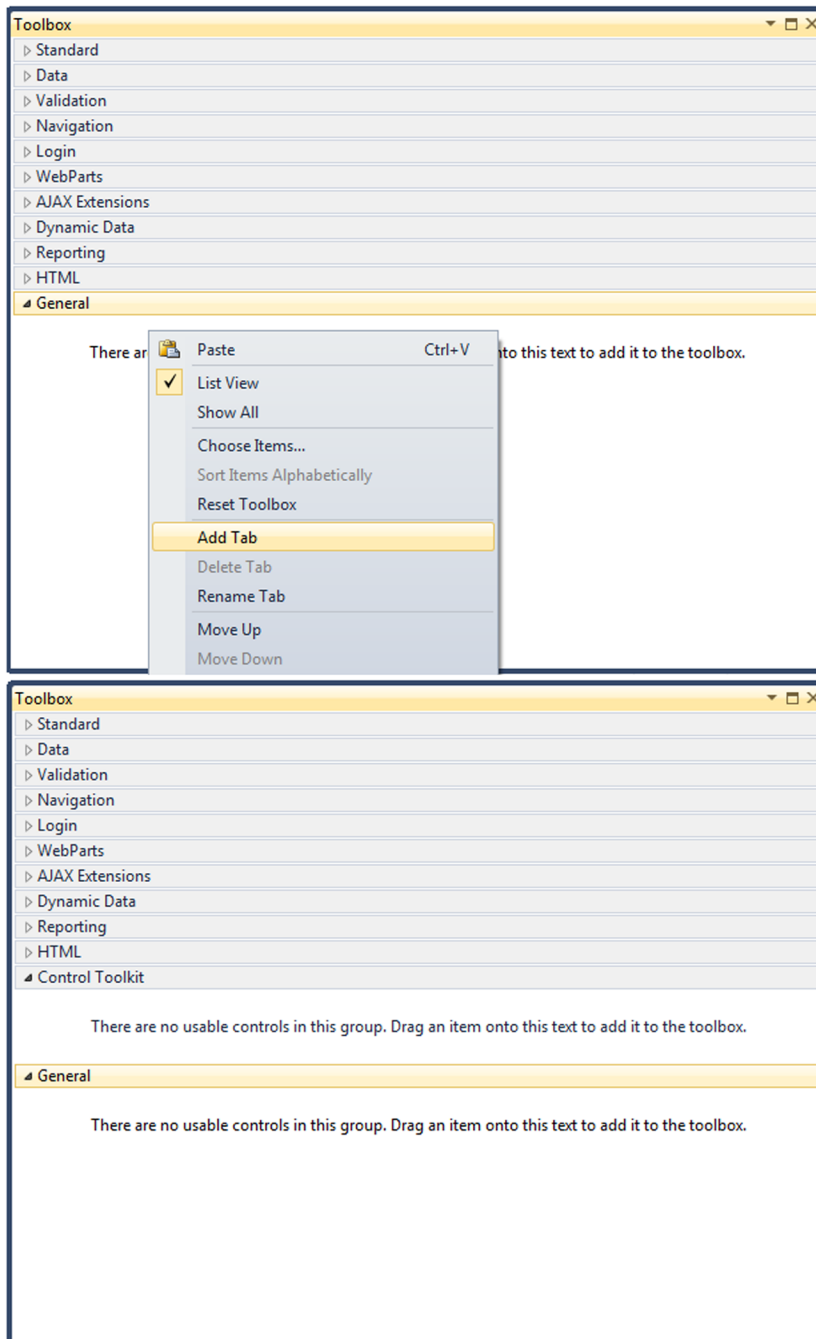 Toolbox
Standard
Data
Validation
Navigation
Login
WebParts
AJAX Extensions
Dynamic Data
Reporting
HTML
General
There are to this text to add it to the toolbox.
Paste Ctrl+V
List View
Show All
Choose Items...
Sort Items Alphabetically
Reset Toolbox
Add Tab
Delete Tab
Rename Tab
Move Up
Move Down
Toolbox
Standard
Data
Validation
Navigation
Login
WebParts
AJAX Extensions
Dynamic Data
Reporting
HTML
Control Toolkit
There are no usable controls in this group. Drag an item onto this text to add it to the toolbox.
General
There are no usable controls in this group. Drag an item onto this text to add it to the toolbox.